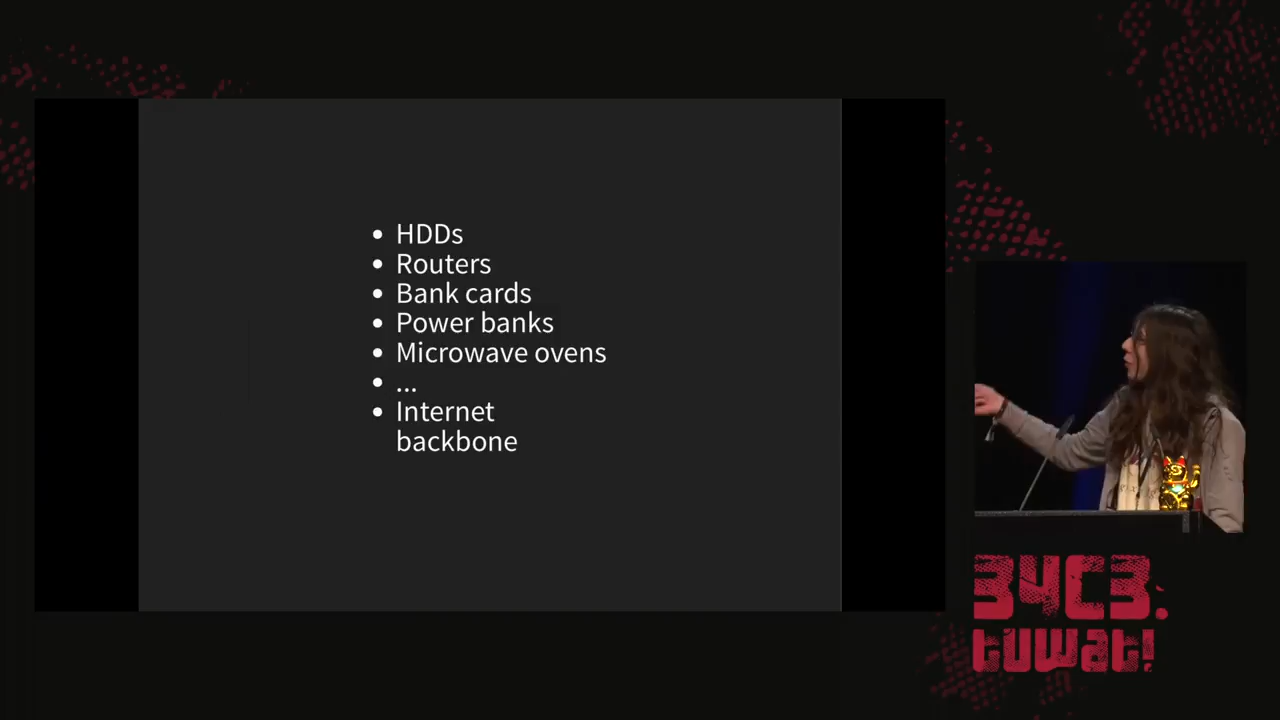 HDDs
Routers
Bank cards
Power banks
Microwave ovens
...
Internet
backbone
34C3.
tuwat!